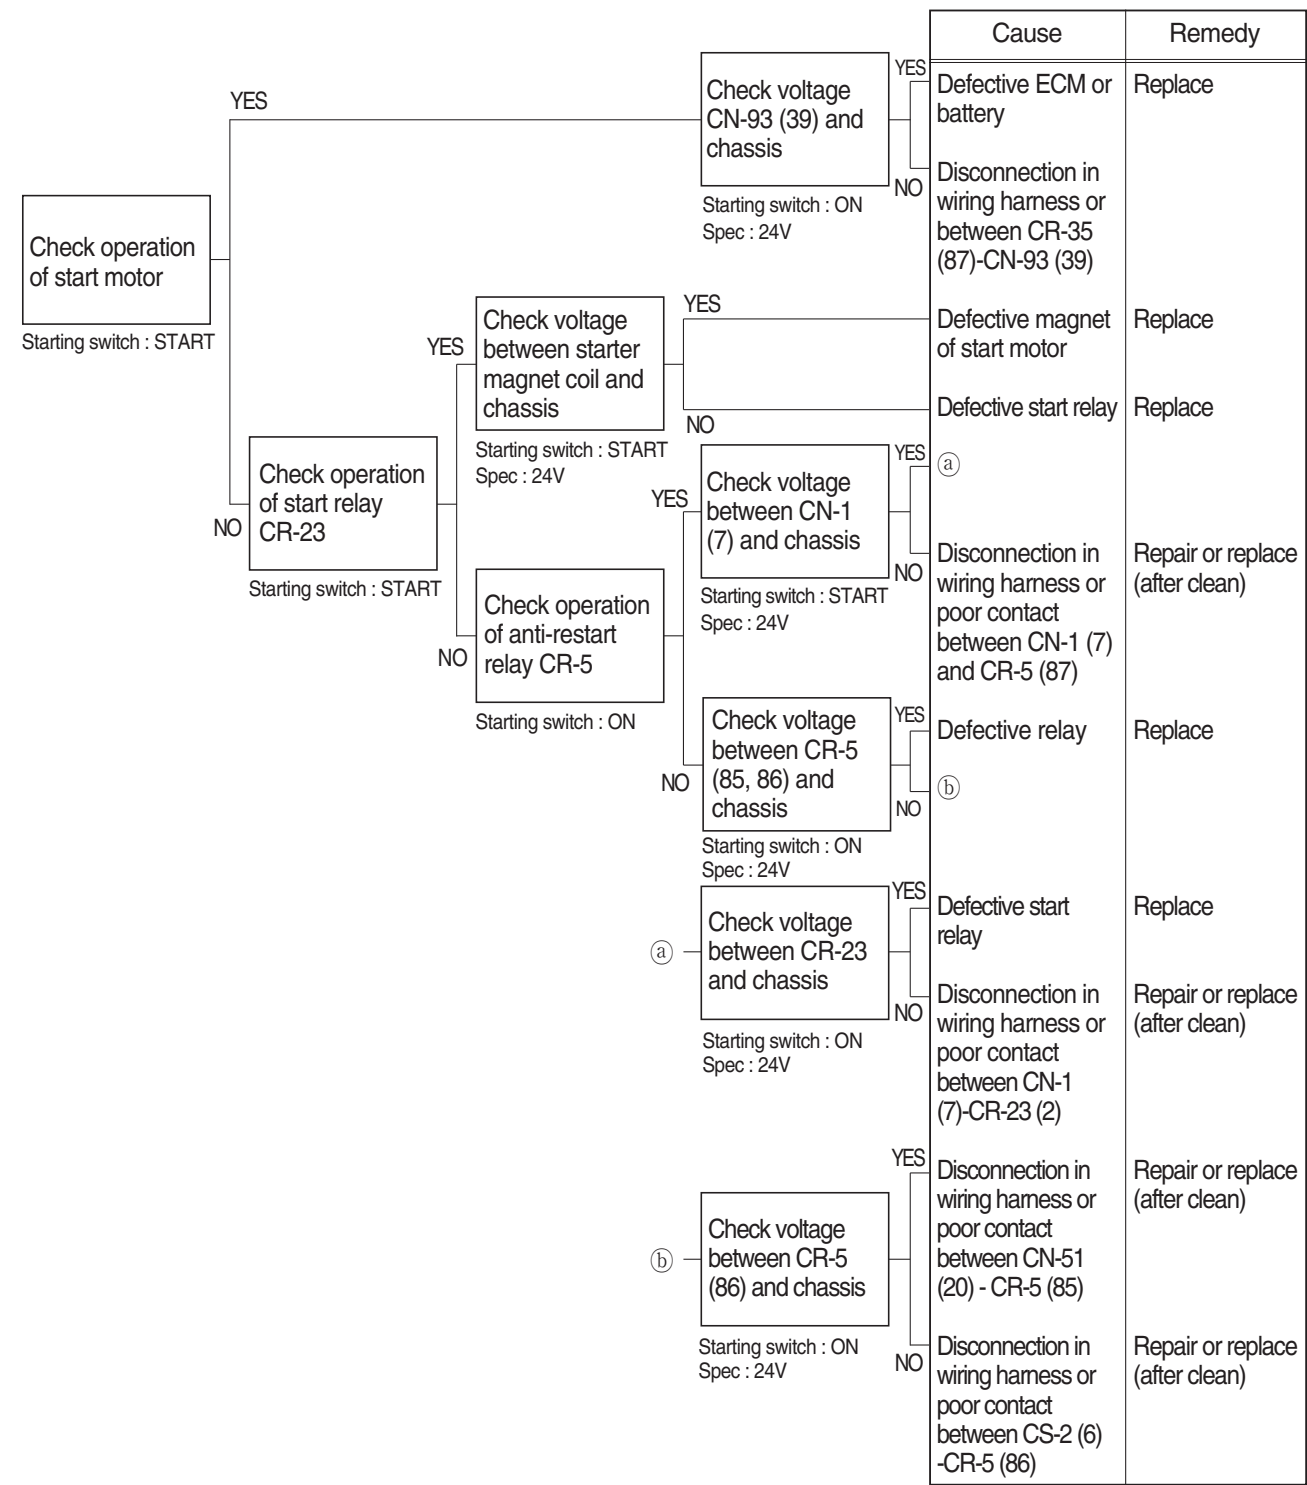 Cause
Remedy
YES
Check voltage
CN-93 (39) and
chassis
Starting switch : ON
Spec : 24V
YES
Defective ECM or
battery
Replace
NO
Disconnection in
wiring harness or
between CR-35
(87)-CN-93 (39)
Check operation
of start motor
Starting switch : START
YES
Check voltage
between starter
magnet coil and
chassis
Starting switch : START
Spec : 24V
YES
Defective magnet
of start motor
Replace
NO
Defective start relay
Replace
NO
Check operation
of start relay
CR-23
Starting switch : START
YES
Check voltage
between CN-1
(7) and chassis
Starting switch : START
Spec : 24V
YES
ⓐ
NO
Disconnection in
wiring harness or
poor contact
between CN-1 (7)
and CR-5 (87)
Repair or replace
(after clean)
NO
Check operation
of anti-restart
relay CR-5
Starting switch : ON
NO
Check voltage
between CR-5
(85, 86) and
chassis
Starting switch : ON
Spec : 24V
YES
Defective relay
Replace
NO
ⓑ
ⓐ
Check voltage
between CR-23
and chassis
Starting switch : ON
Spec : 24V
YES
Defective start
relay
Replace
NO
Disconnection in
wiring harness or
poor contact
between CN-1
(7)-CR-23 (2)
Repair or replace
(after clean)
ⓑ
Check voltage
between CR-5
(86) and chassis
Starting switch : ON
Spec : 24V
YES
Disconnection in
wiring harness or
poor contact
between CN-51
(20) - CR-5 (85)
Repair or replace
(after clean)
NO
Disconnection in
wiring harness or
poor contact
between CS-2 (6)
-CR-5 (86)
Repair or replace
(after clean)